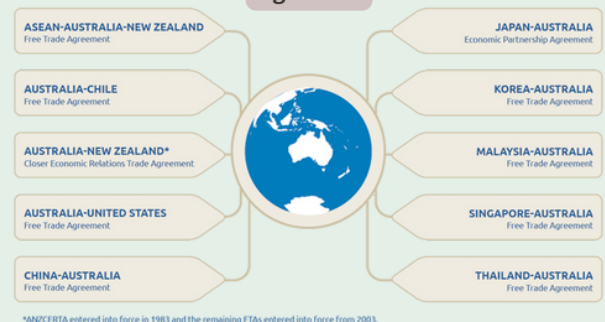 ASEAN-AUSTRALIA-NEW ZEALAND
Free Trade Agreement
AUSTRALIA-CHILE
Free Trade Agreement
AUSTRALIA-NEW ZEALAND*
Closer Economic Relations Trade Agreement
AUSTRALIA-UNITED STATES
Free Trade Agreement
CHINA-AUSTRALIA
Free Trade Agreement
JAPAN-AUSTRALIA
Economic Partnership Agreement
KOREA-AUSTRALIA
Free Trade Agreement
MALAYSIA-AUSTRALIA
Free Trade Agreement
SINGAPORE-AUSTRALIA
Free Trade Agreement
THAILAND-AUSTRALIA
Free Trade Agreement
*ANZCERTA entered into force in 1983 and the remaining FTAs entered into force from 2003.